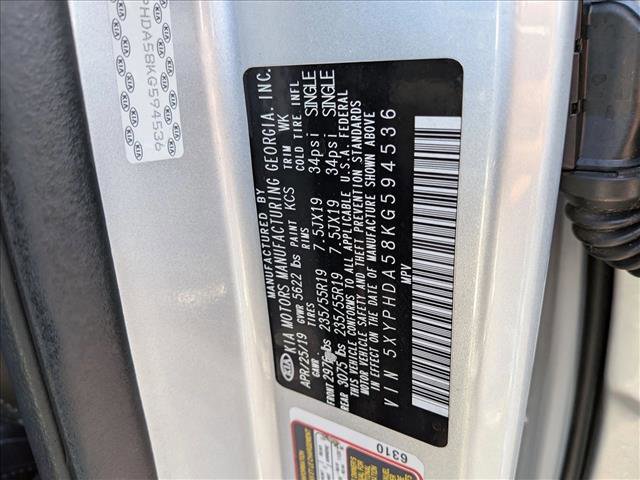 PHDA58KG594536
KIA
MANUFACTURED BY
KIA MOTORS MANUFACTURING GEORGIA. INC.
APR/25/19 GVWR 5622 lbs PAINT KCS TRIM WK
GAWR TIRES RIMS COLD TIRE INFL
FRONT 2976 lbs 235/55R19 7.5JX19 34psi SINGLE
REAR 3075 lbs 235/55R19 7.5JX19 34psi SINGLE
THIS VEHICLE CONFORMS TO ALL APPLICABLE U.S.A. FEDERAL
MOTOR VEHICLE SAFETY AND THEFT PREVENTION STANDARDS
IN EFFECT ON THE DATE OF MANUFACTURE SHOWN ABOVE
VIN 5XYPHDA58KG594536
MPV
6310